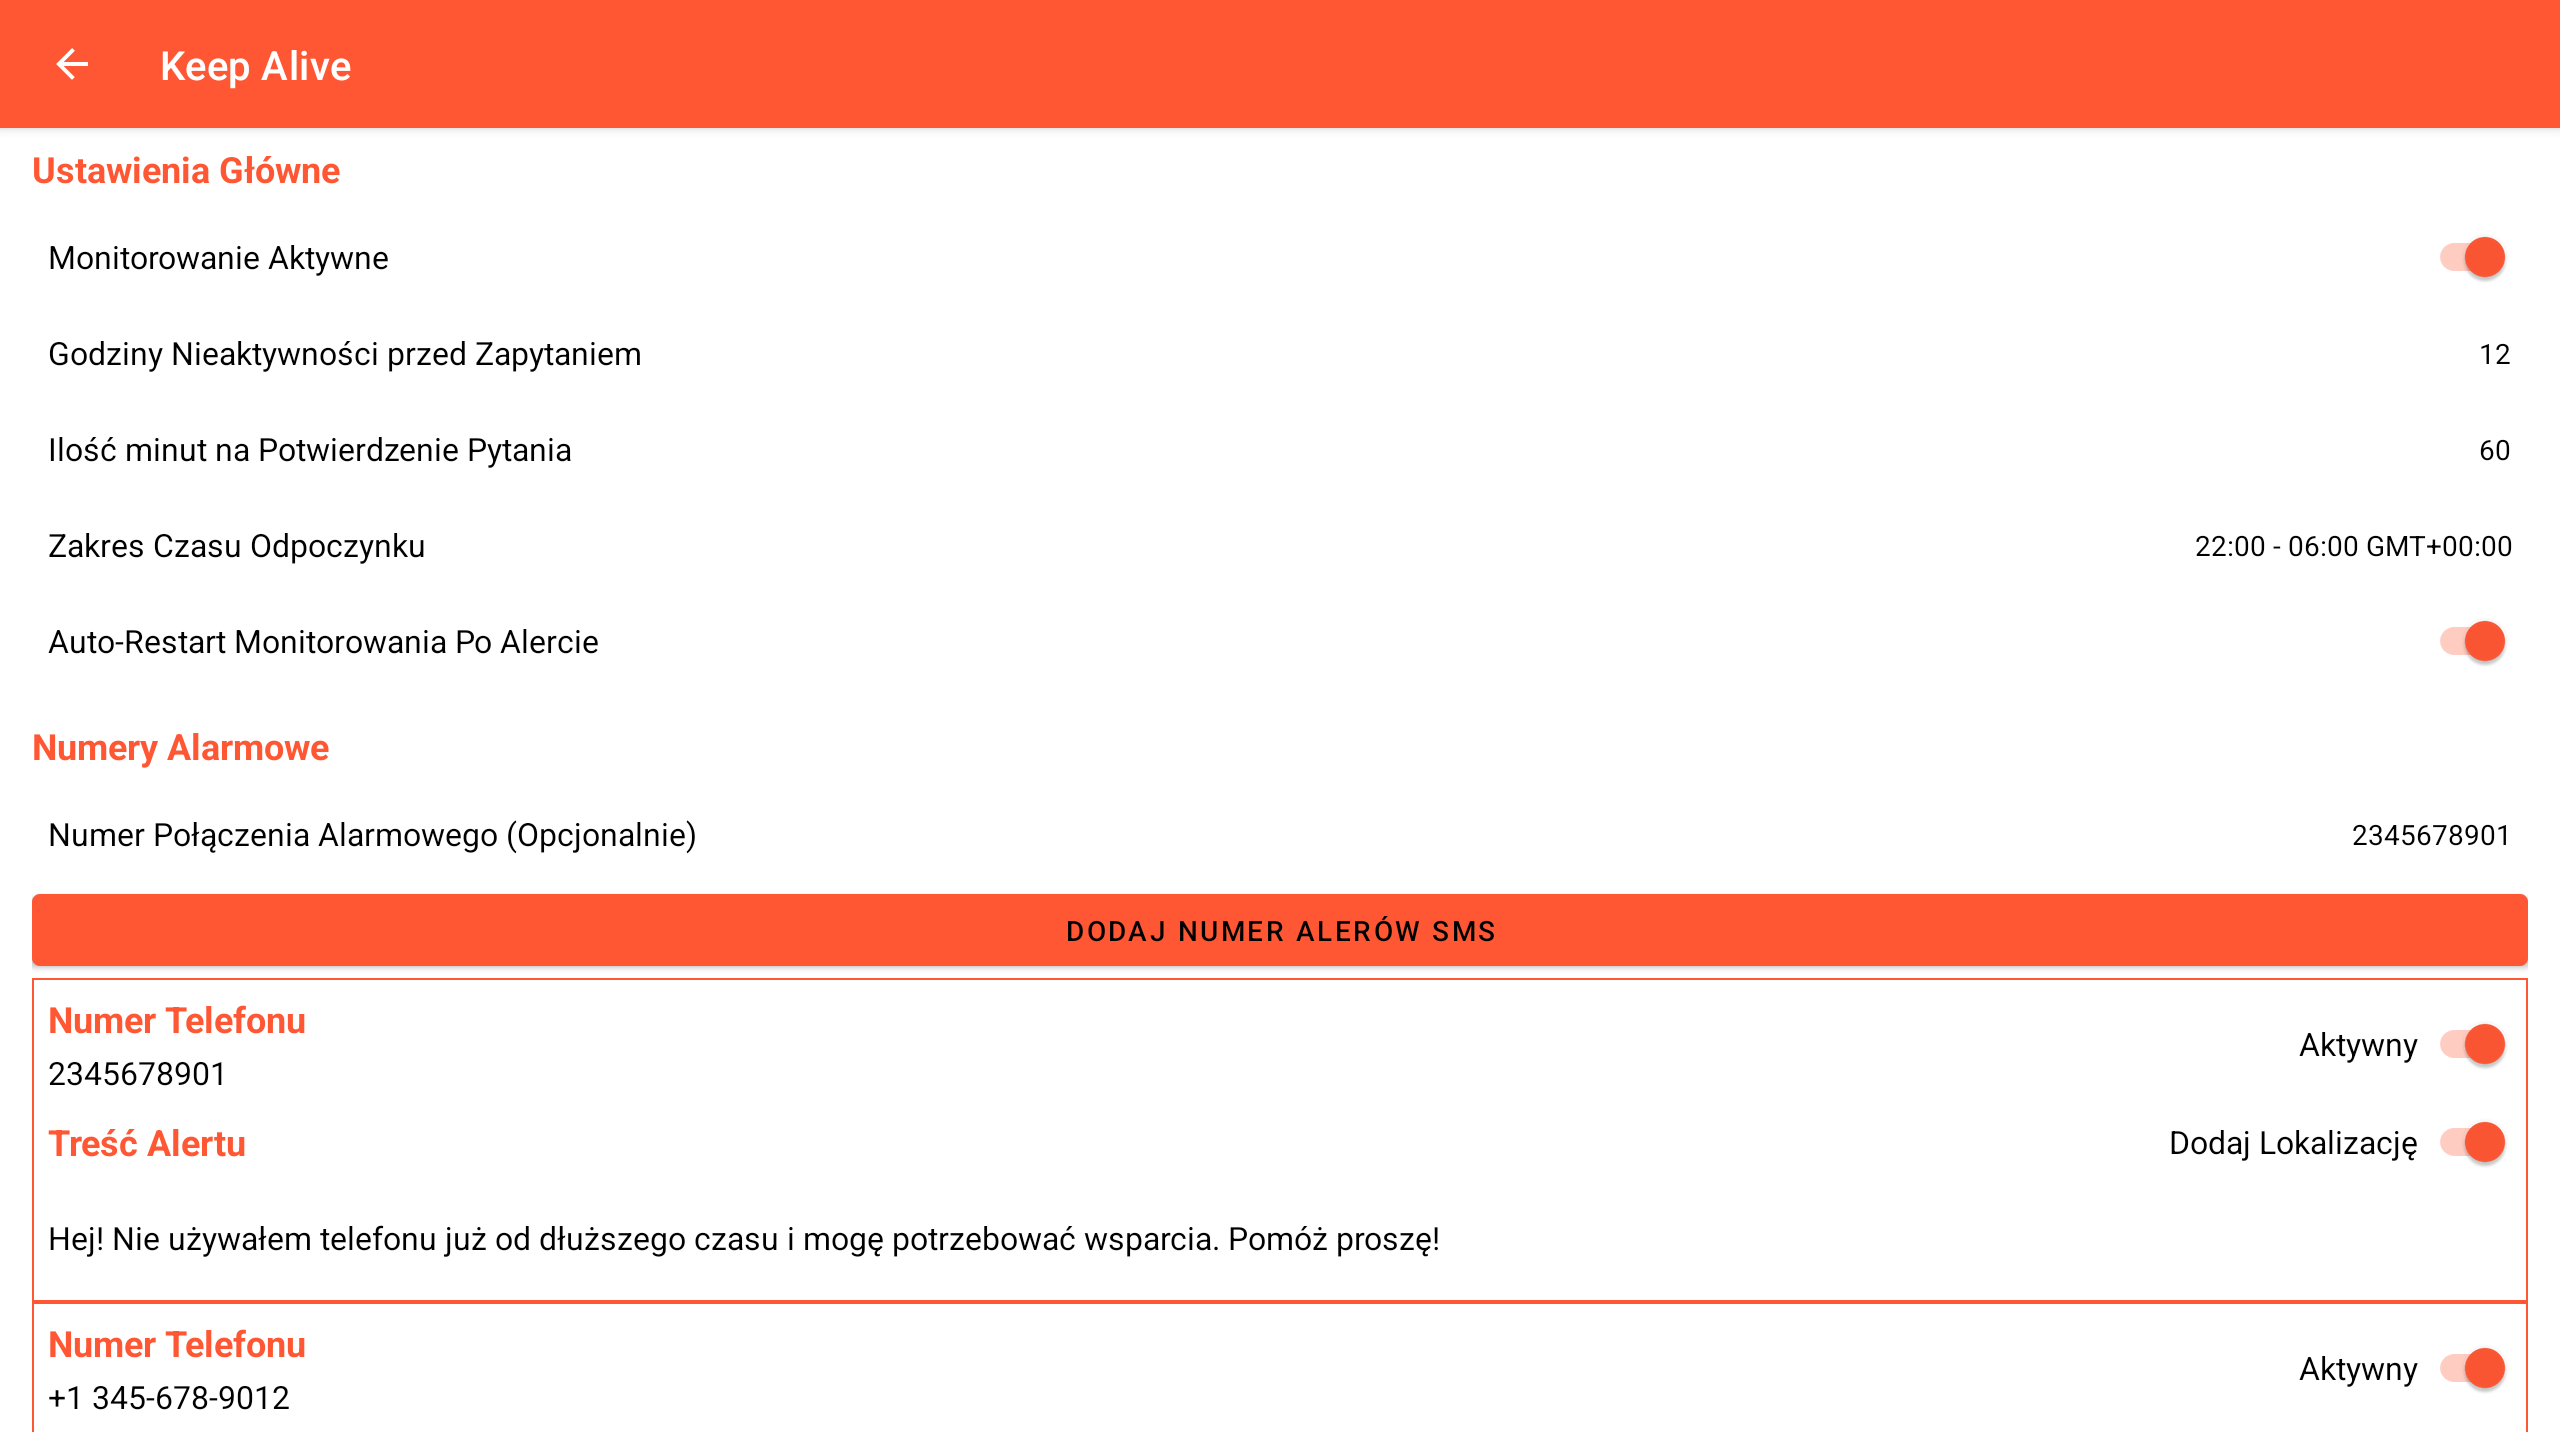 Keep Alive
Ustawienia Główne
Monitorowanie Aktywne
Godziny Nieaktywności przed Zapytaniem 12
Ilość minut na Potwierdzenie Pytania 60
Zakres Czasu Odpoczynku 22:00 - 06:00 GMT+00:00
Auto-Restart Monitorowania Po Alercie
Numery Alarmowe
Numer Połączenia Alarmowego (Opcjonalnie) 2345678901
DODAJ NUMER ALERÓW SMS
Numer Telefonu
2345678901
Aktywny
Treść Alertu
Dodaj Lokalizację
Hej! Nie używałem telefonu już od dłuższego czasu i mogę potrzebować wsparcia. Pomóż proszę!
Numer Telefonu
+1 345-678-9012
Aktywny